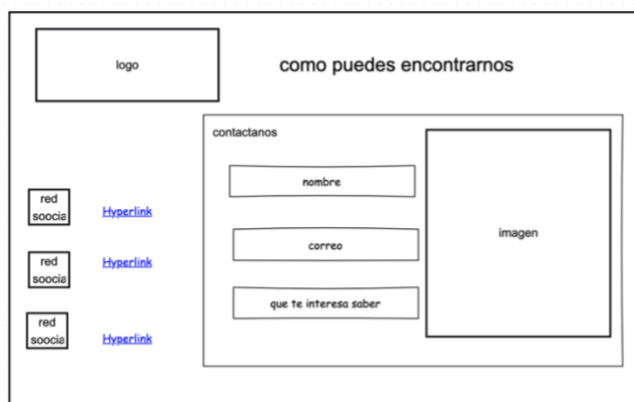 logo
como puedes encontrarnos
contactanos
nombre
correo
que te interesa saber
imagen
red
soocia
Hyperlink
red
soocia
Hyperlink
red
soocia
Hyperlink